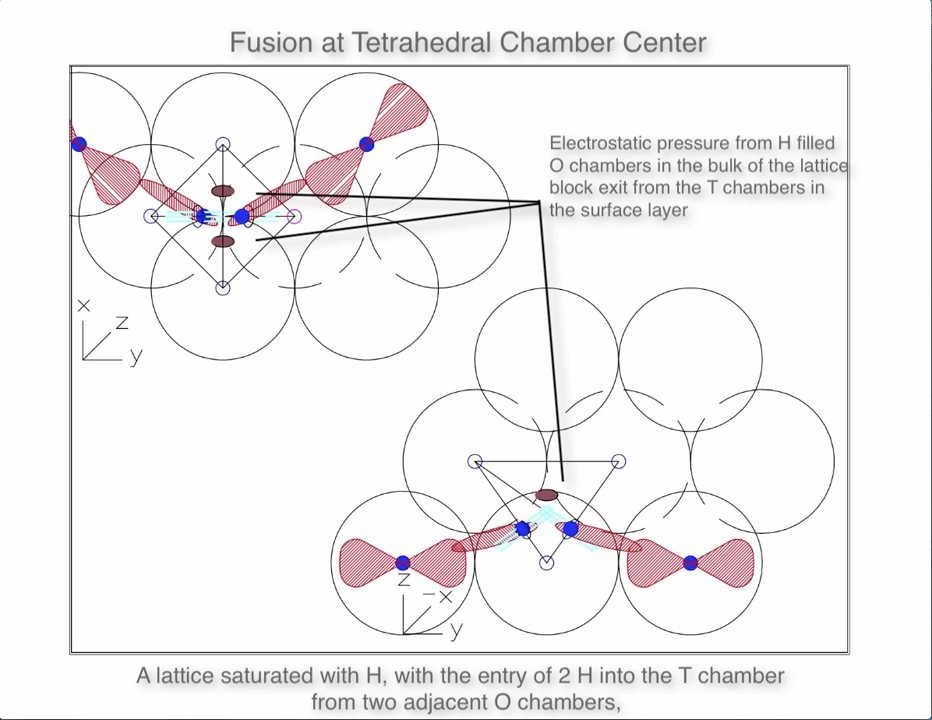 Fusion at Tetrahedral Chamber Center
Electrostatic pressure from H filled
O chambers in the bulk of the lattice
block exit from the T chambers in
the surface layer
x
z
y
z
-x
y
A lattice saturated with H, with the entry of 2 H into the T chamber
from two adjacent O chambers,